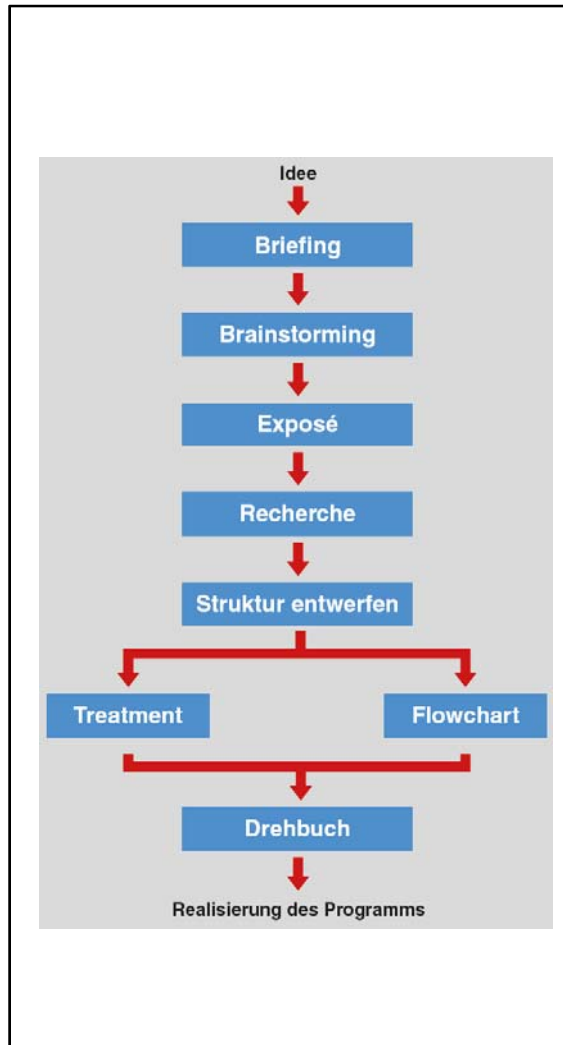 Idee
Briefing
Brainstorming
Exposé
Recherche
Struktur entwerfen
Treatment
Flowchart
Drehbuch
Realisierung des Programms